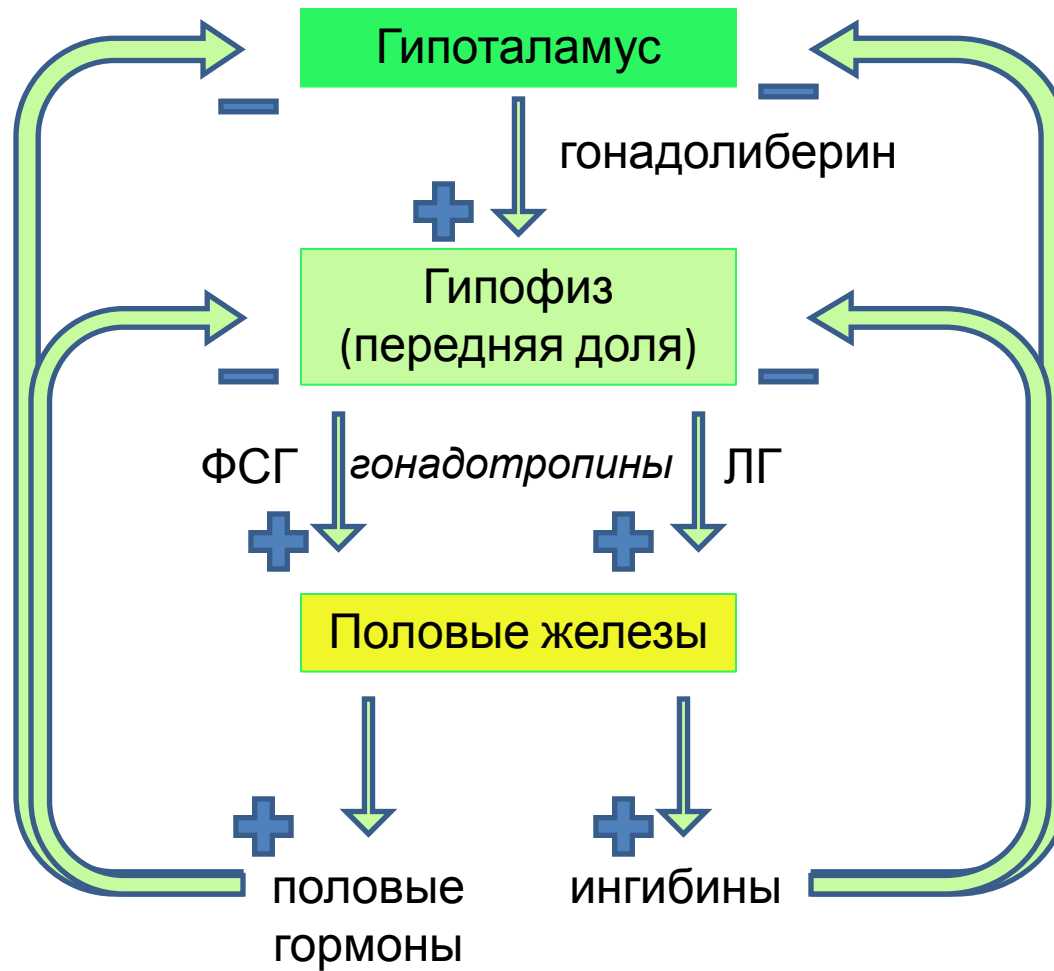 Гипоталамус
гонадолиберин
Гипофиз
(передняя доля)
ФСГ гонадотропины ЛГ
Половые железы
половые ингибины
гормоны